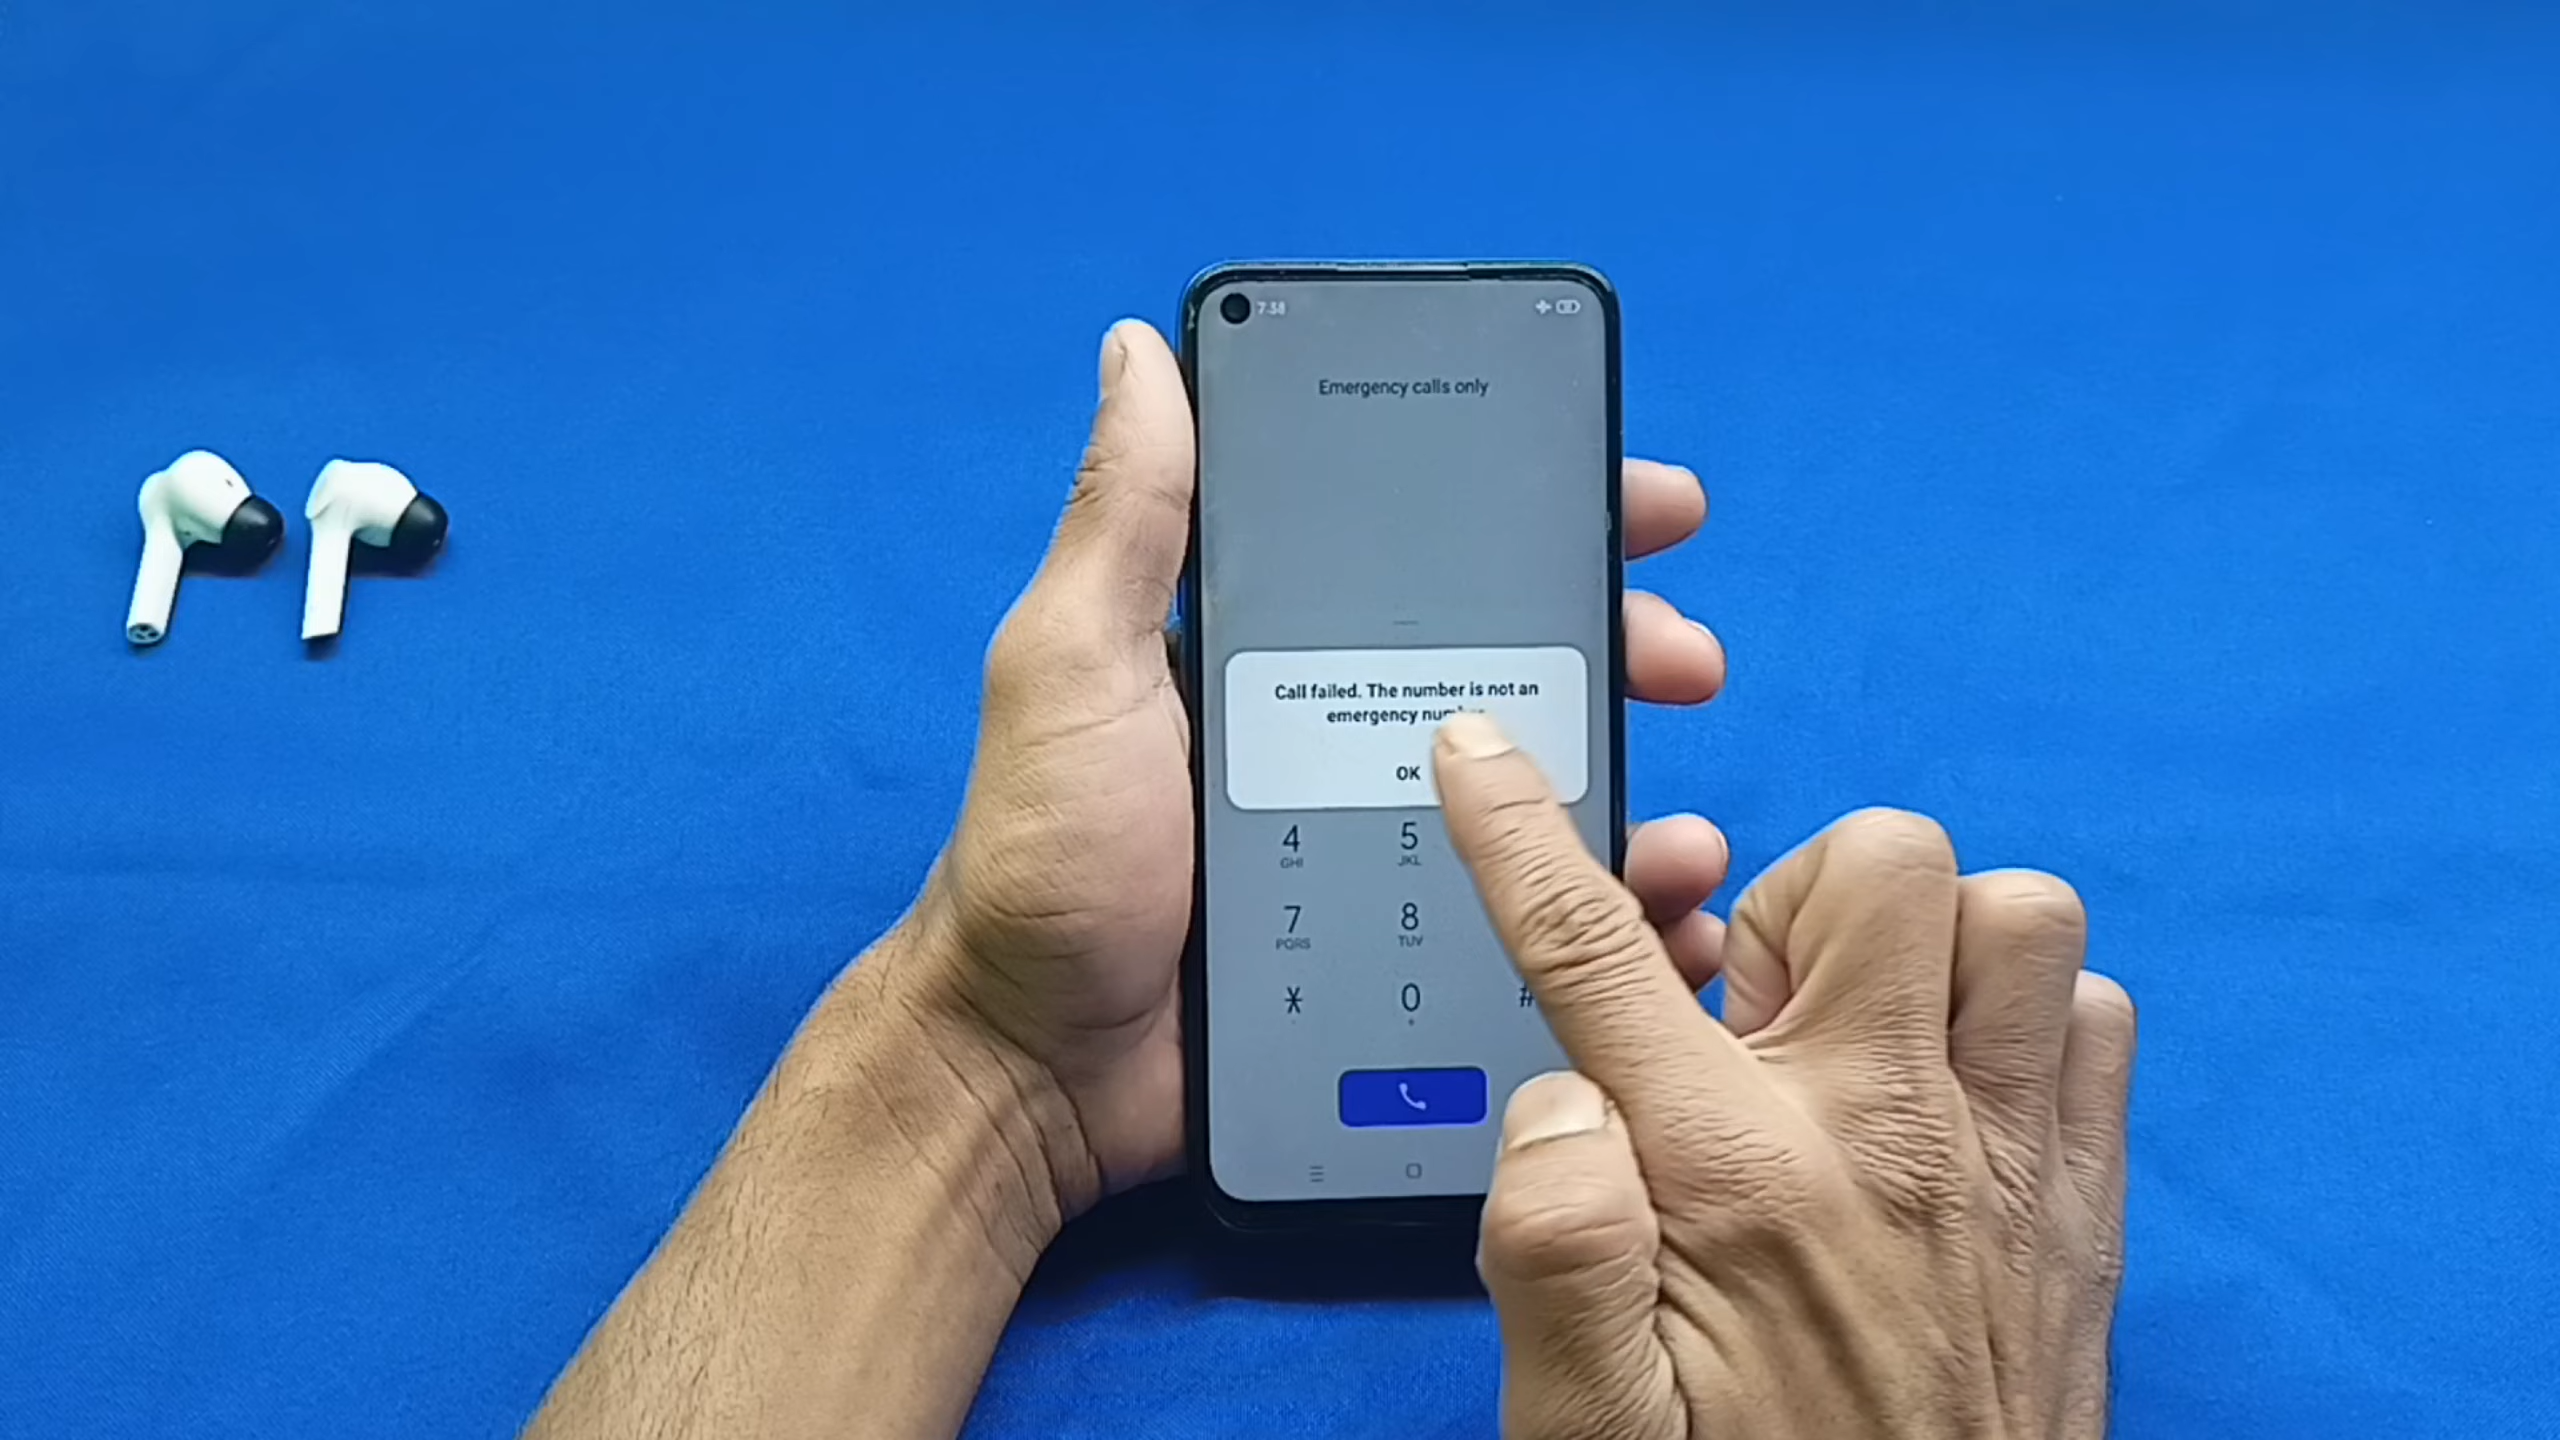 7:38
Emergency calls only
Call failed. The number is not an
emergency
OK
4
GHI
5
JKL
7
PQRS
8
TUV
*
0
+
#